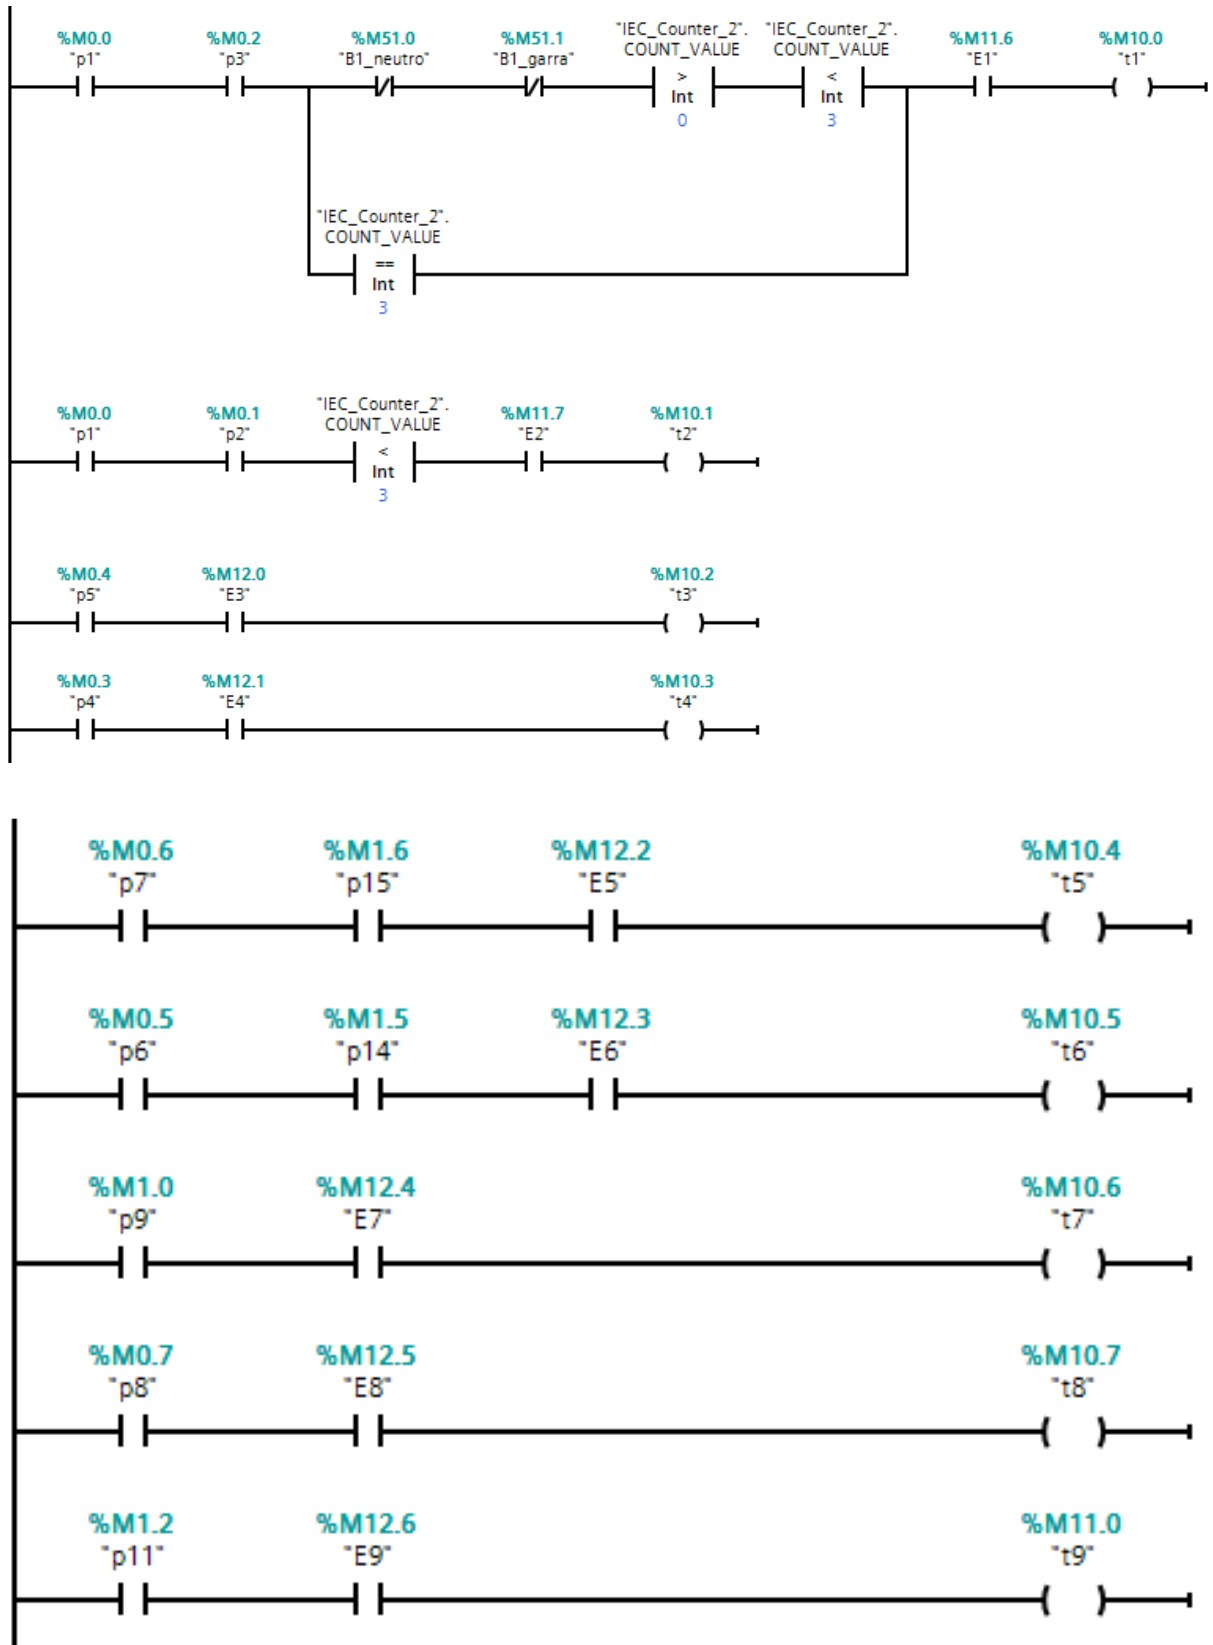 %M0.0 %M0.2 %M51.0 %M51.1 "IEC_Counter_2". COUNT_VALUE "IEC_Counter_2". COUNT_VALUE %M11.6 %M10.0
"p1" "p3" "B1_neutro" "B1_garra" > < "E1" "t1"
Int Int
0 3
"IEC_Counter_2".
COUNT_VALUE
==
Int
3
"IEC_Counter_2".
%M0.0 %M0.1 COUNT_VALUE %M11.7 %M10.1
"p1" "p2" < "E2" "t2"
Int
3
%M0.4 %M12.0 %M10.2
"p5" "E3" "t3"
%M0.3 %M12.1 %M10.3
"p4" "E4" "t4"
%M0.6 %M1.6 %M12.2 %M10.4
"p7" "p15" "E5" "t5"
%M0.5 %M1.5 %M12.3 %M10.5
"p6" "p14" "E6" "t6"
%M1.0 %M12.4 %M10.6
"p9" "E7" "t7"
%M0.7 %M12.5 %M10.7
"p8" "E8" "t8"
%M1.2 %M12.6 %M11.0
"p11" "E9" "t9"